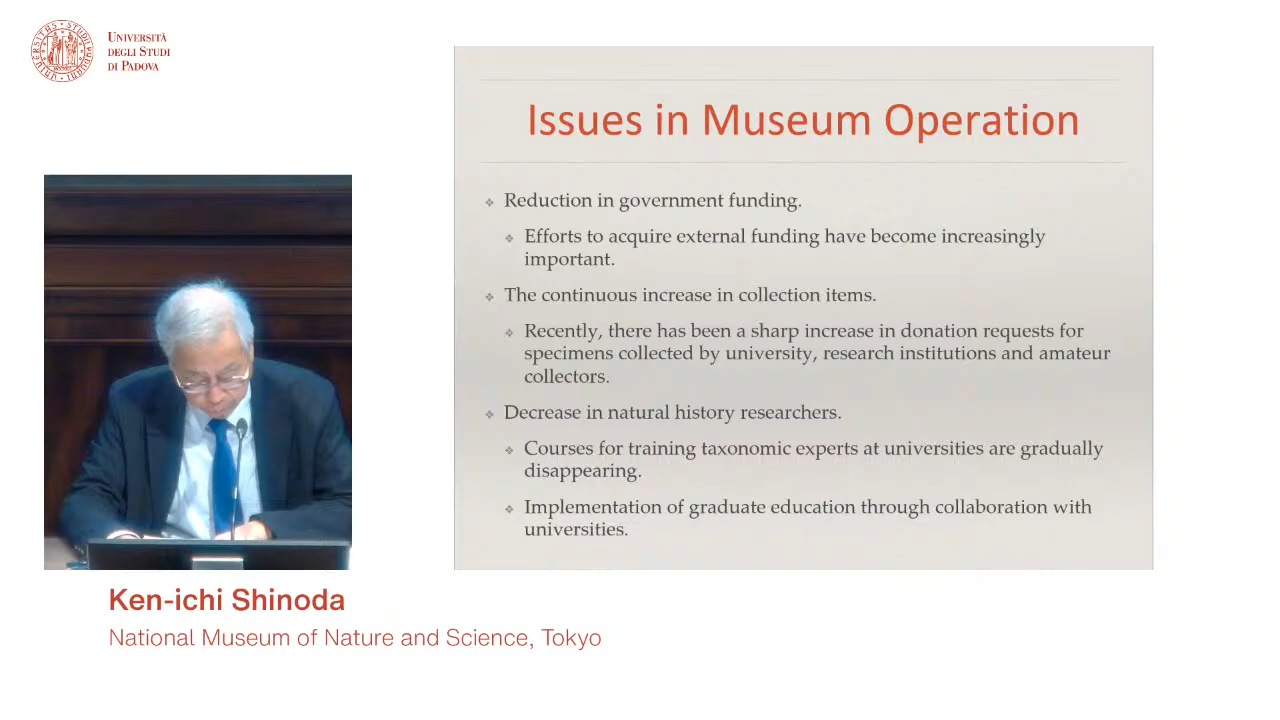 UNIVERSITÀ
DEGLI STUDI
DI PADOVA
Issues in Museum Operation
Reduction in government funding.
Efforts to acquire external funding have become increasingly
important.
The continuous increase in collection items.
Recently, there has been a sharp increase in donation requests for
specimens collected by university, research institutions and amateur
collectors.
Decrease in natural history researchers.
Courses for training taxonomic experts at universities are gradually
disappearing.
Implementation of graduate education through collaboration with
universities.
Ken-ichi Shinoda
National Museum of Nature and Science, Tokyo